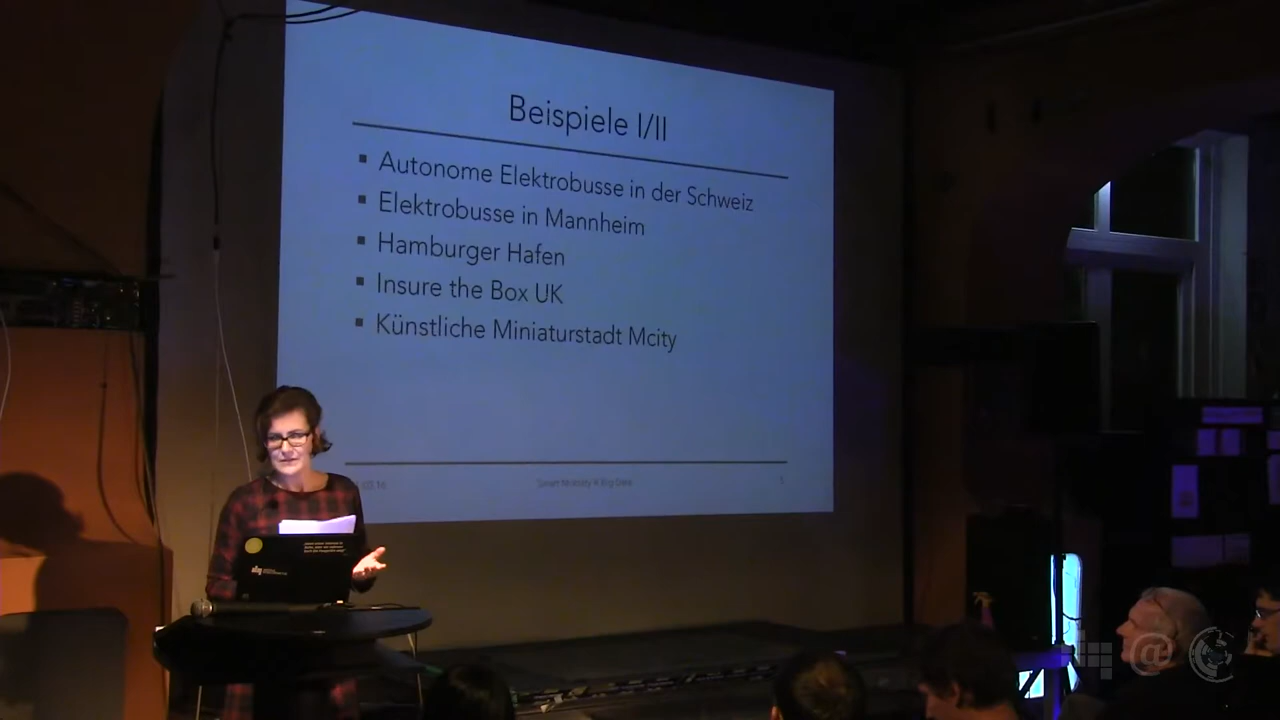 Beispiele I/II
Autonome Elektrobusse in der Schweiz
Elektrobusse in Mannheim
Hamburger Hafen
Insure the Box UK
Künstliche Miniaturstadt Mcity
Smart Mobility & Big Data